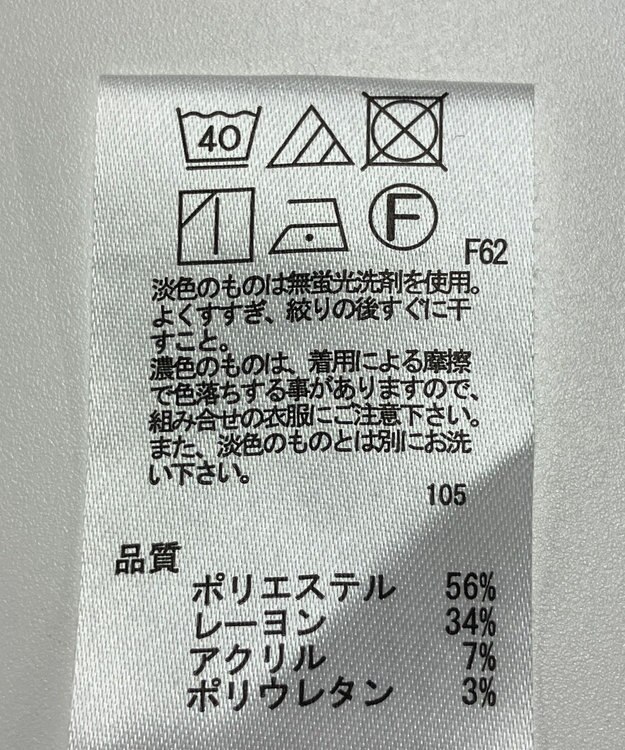 40
F
F62
淡色のものは無蛍光洗剤を使用。
よくすすぎ、絞りの後すぐに干
すこと。
濃色のものは、着用による摩擦
で色落ちする事がありますので、
組み合せの衣服にご注意下さい。
また、淡色のものとは別にお洗
い下さい。
105
品質
ポリエステル 56%
レーヨン 34%
アクリル 7%
ポリウレタン 3%